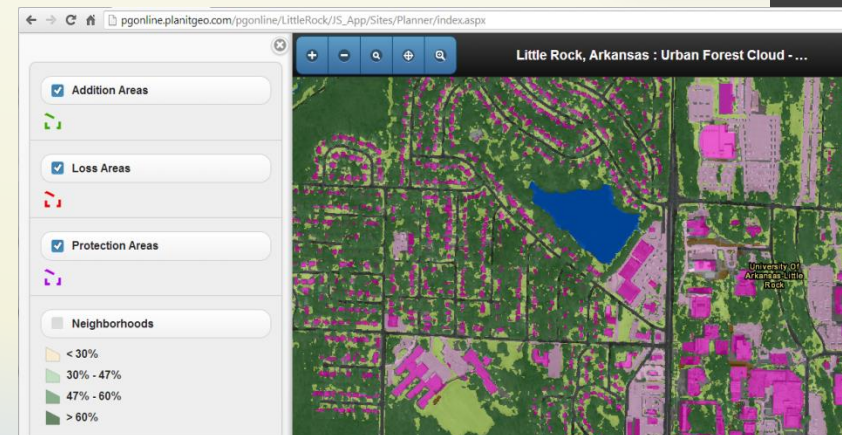 pgonline.planitgeo.com/pgonline/LittleRock/JS_App/Sites/Planner/index.aspx
Little Rock, Arkansas : Urban Forest Cloud - ...
Addition Areas
Loss Areas
Protection Areas
Neighborhoods
< 30%
30% - 47%
47% - 60%
> 60%
University Of
Arkansas-Little
Rock